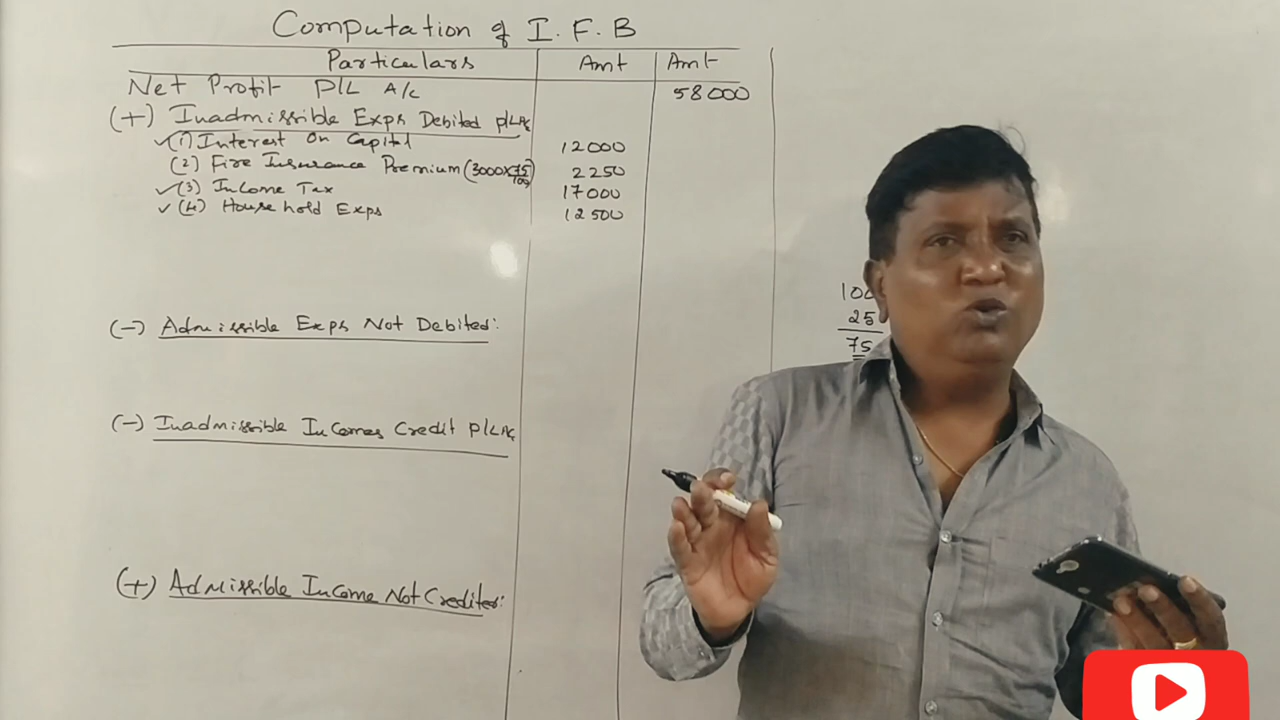 Computation of I. F. B
Particulars Amt Amt
Net Profit P/L A/c 58000
(+) Inadmissible Exps Debited P/L A/c
✓(1) Interest On Capital 12000
(2) Fire Insurance Premium (3000×75/100) 2250
✓(3) Income Tax 17000
✓(4) House hold Exps 12500
100
25
75
(-) Admissible Exps Not Debited:
(-) Inadmissible Incomes Credit P/L A/c
(+) Admissible Income Not Credited: